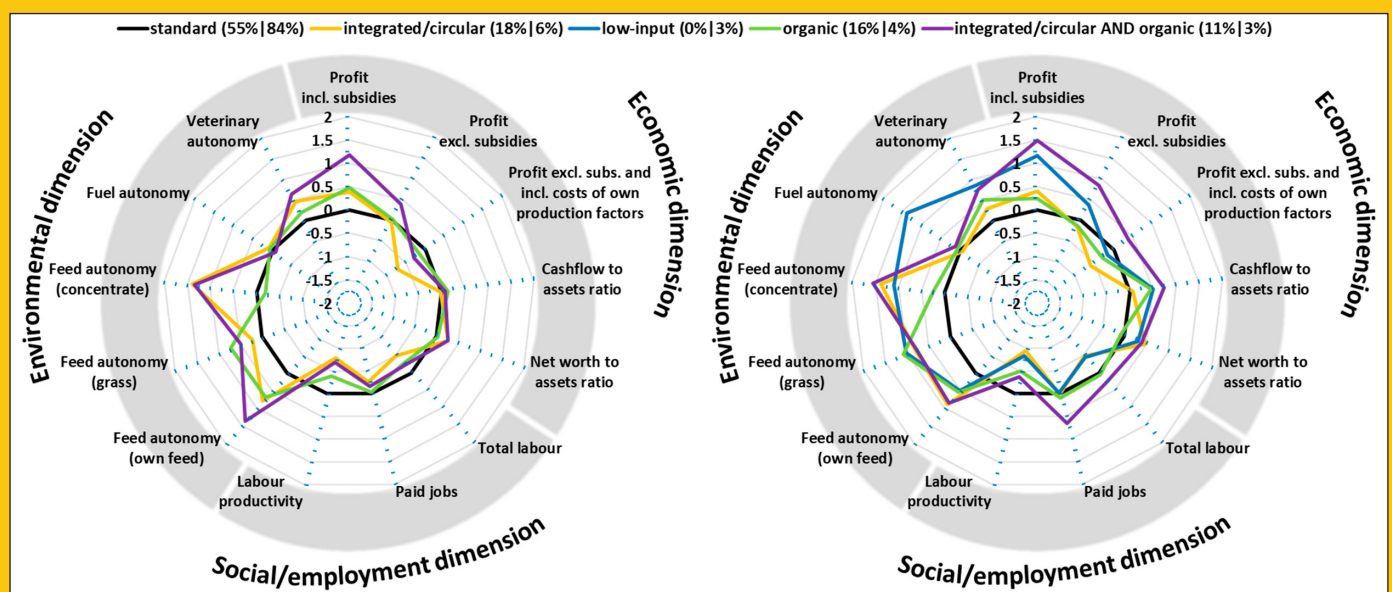 standard (55%|84%) integrated/circular (18%|6%) low-input (0%|3%) organic (16%|4%) integrated/circular AND organic (11%|3%)
Environmental dimension
Economic dimension
Social/employment dimension
Profit
incl. subsidies
Profit
excl. subsidies
Profit excl. subs. and
incl. costs of own
production factors
Cashflow to
assets ratio
Net worth to
assets ratio
Total labour
Paid jobs
Labour
productivity
Feed autonomy
(own feed)
Feed autonomy
(grass)
Feed autonomy
(concentrate)
Fuel autonomy
Veterinary
autonomy
2
1.5
1
0.5
0
-0.5
-1
-1.5
-2
Environmental dimension
Economic dimension
Social/employment dimension
Profit
incl. subsidies
Profit
excl. subsidies
Profit excl. subs. and
incl. costs of own
production factors
Cashflow to
assets ratio
Net worth to
assets ratio
Total labour
Paid jobs
Labour
productivity
Feed autonomy
(own feed)
Feed autonomy
(grass)
Feed autonomy
(concentrate)
Fuel autonomy
Veterinary
autonomy
2
1.5
1
0.5
0
-0.5
-1
-1.5
-2